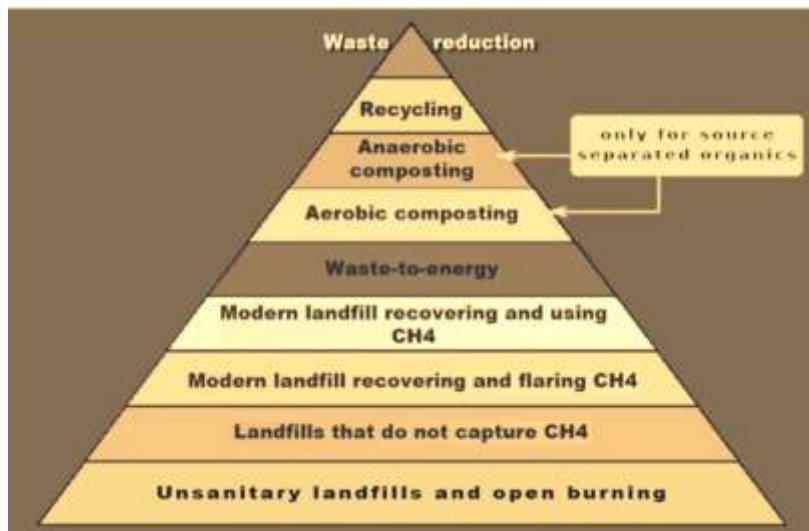 Waste reduction
Recycling
only for source
separated organics
Anaerobic
composting
Aerobic composting
Waste-to-energy
Modern landfill recovering and using
CH4
Modern landfill recovering and flaring CH4
Landfills that do not capture CH4
Unsanitary landfills and open burning